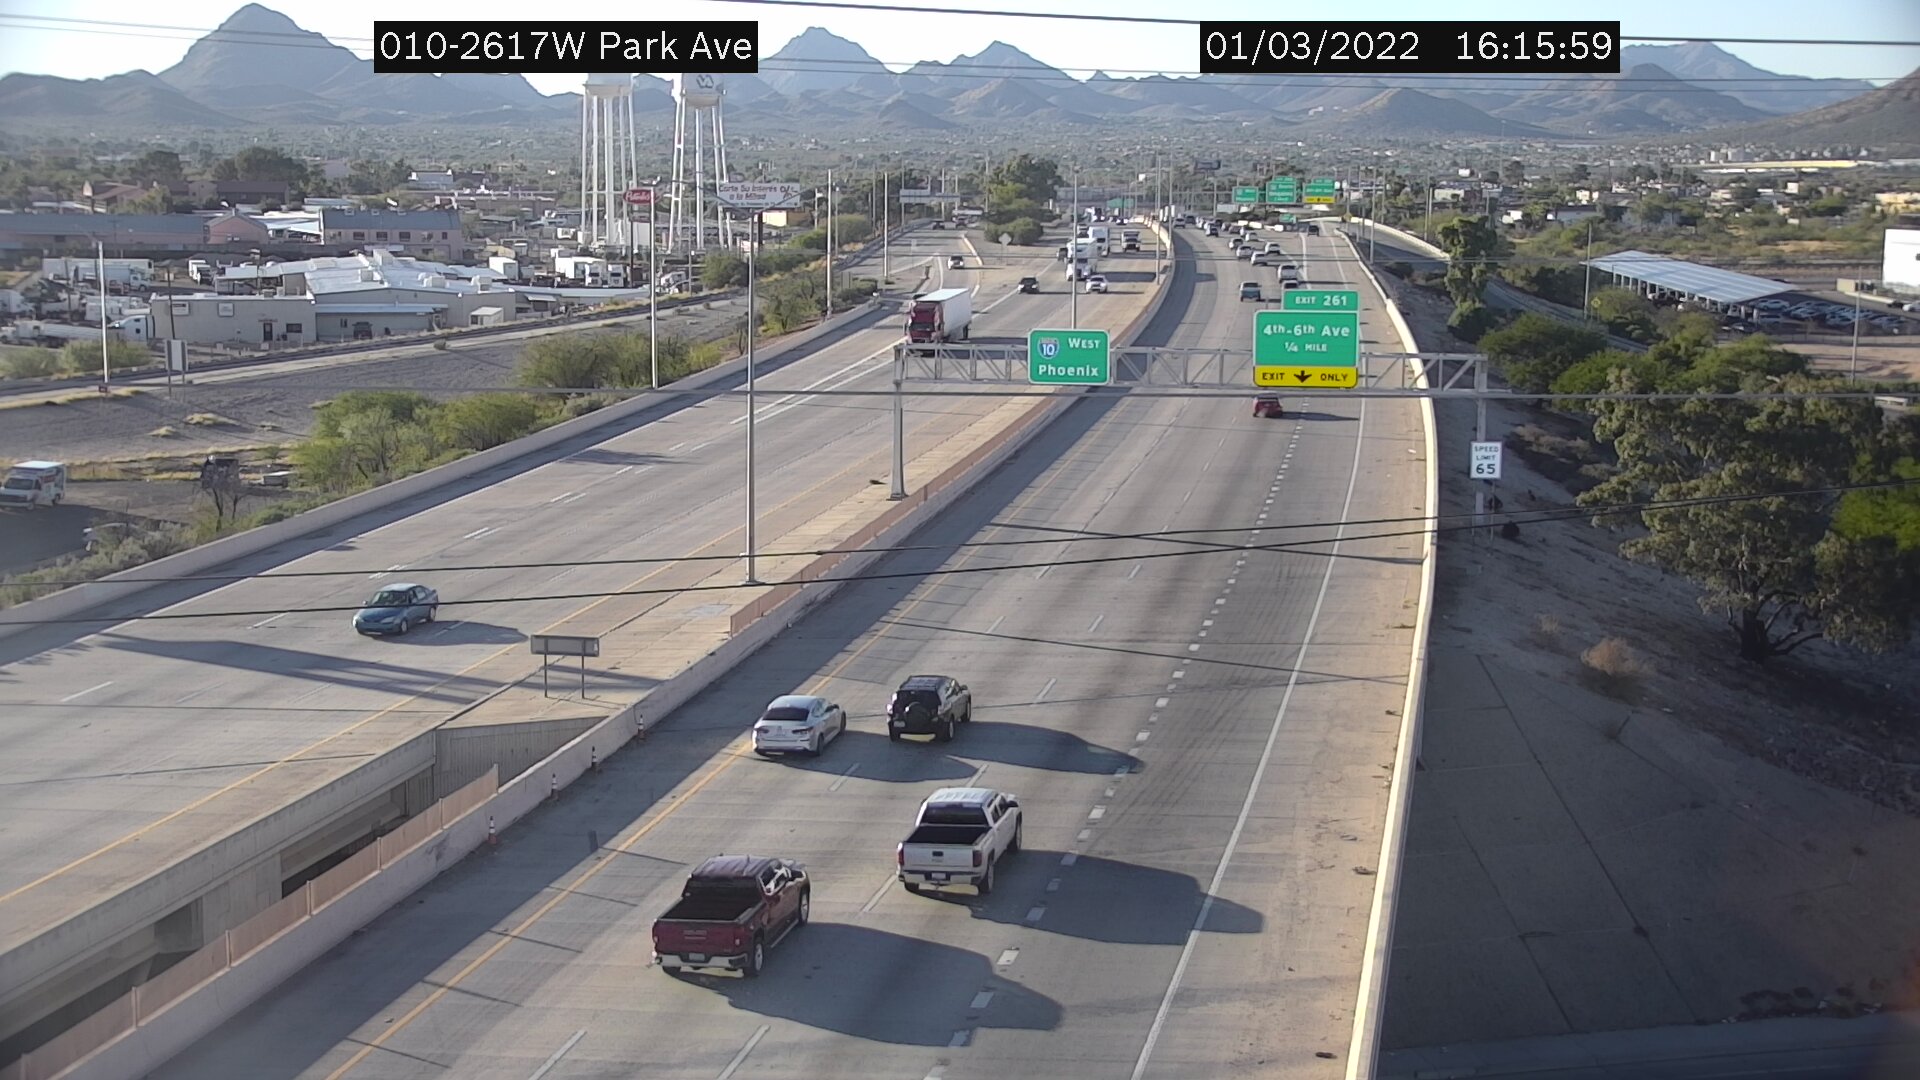 010-2617W Park Ave
01/03/2022 16:15:59
EXIT 261
4th-6th Ave
1/4 MILE
EXIT ONLY
10 WEST
Phoenix
SPEED
LIMIT
65